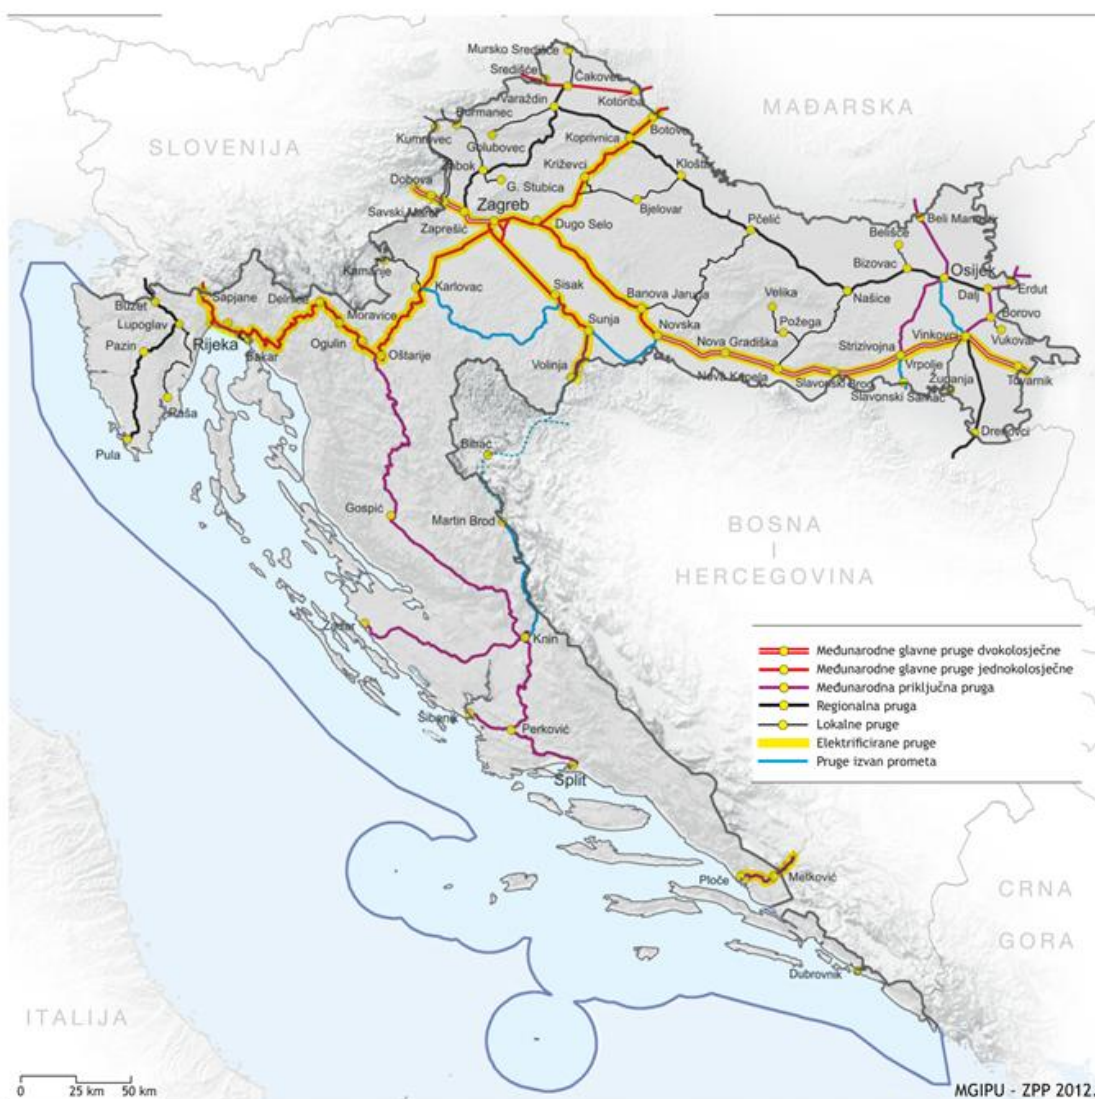 Mursko Središće
Središće
Čakovec
Varaždin
Kotoriba
MAĐARSKA
Đurmanec
Botovo
Kumrovec
Koprivnica
SLOVENIJA
Golubovec
Križevci
Kloštar
Zabok
Dobova
G. Stubica
Zagreb
Bjelovar
Savski Marof
Zaprešić
Dugo Selo
Pčelić
Beli Manastir
Belišće
Kamanje
Bizovac
Osijek
Sapjane
Delnice
Karlovac
Sisak
Banova Jaruga
Velika
Našice
Dalj
Erdut
Buzet
Moravice
Borovo
Lupoglav
Sunja
Novska
Požega
Vukovar
Pazin
Rijeka
Ogulin
Nova Gradiška
Strizivojna
Vinkovci
Bakar
Oštarije
Volinja
Vrpolje
Nova Kapela
Slavonski Brod
Županja
Tovarnik
Raša
Slavonski Šamac
Pula
Bihać
Drenovci
Gospić
Martin Brod
BOSNA
I
HERCEGOVINA
Zadar
Knin
Međunarodne glavne pruge dvokolosječne
Međunarodne glavne pruge jednokolosječne
Međunarodna priključna pruga
Regionalna pruga
Lokalne pruge
Elektrificirane pruge
Pruge izvan prometa
Šibenik
Perković
Split
Ploče
Metković
CRNA
GORA
Dubrovnik
ITALIJA
0 25 km 50 km
MGIPU - ZPP 2012.